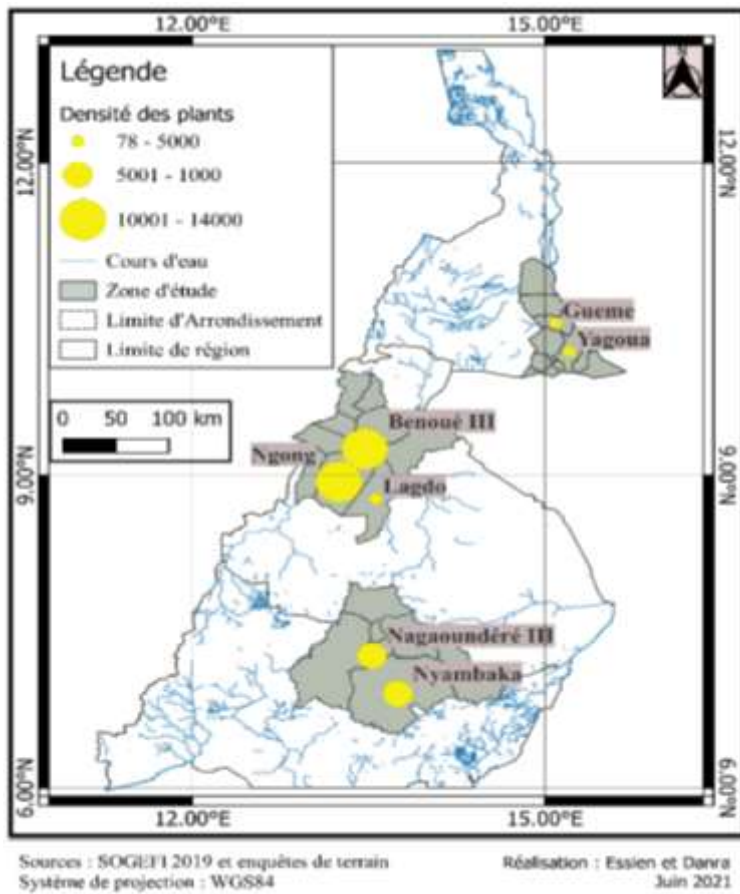 12.00°E 15.00°E
Légende
Densité des plants
78 - 5000
5001 - 1000
10001 - 14000
Cours d'eau
Zone d'étude
Limite d'Arrondissement
Limite de région
0 50 100 km
N
12.00°N 12.00°N
Gueme
Yagoua
Benoué III
Ngong
Lagdo
9.00°N 9.00°N
Nagaoundéré III
Nyambaka
6.00°N 6.00°N
12.00°E 15.00°E
Sources : SOGEFI 2019 et enquêtes de terrain Réalisation : Essien et Danra
Système de projection : WGS84 Juin 2021